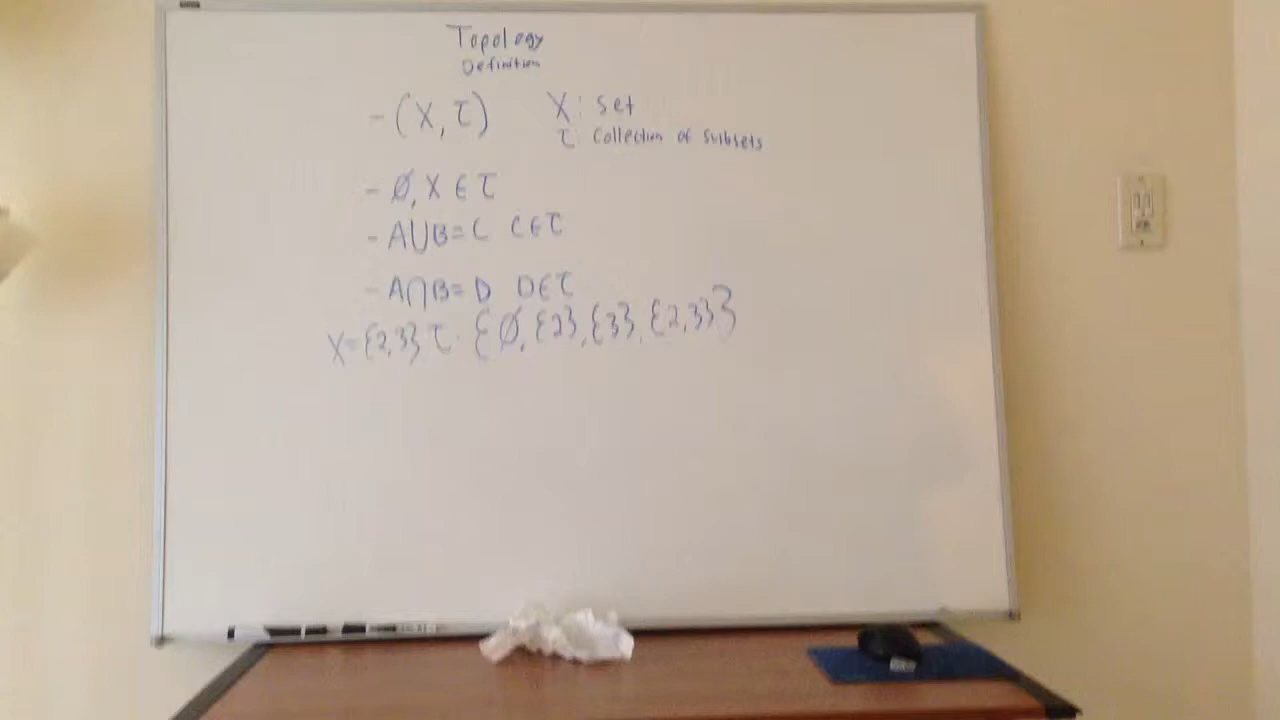 Topology
Definition
- (X, τ) X: set
τ: Collection of subsets
- ∅, X ∈ τ
- A∪B=C C∈τ
- A∩B=D D∈τ
X={2,3} τ: {∅, {2}, {3}, {2,3}}